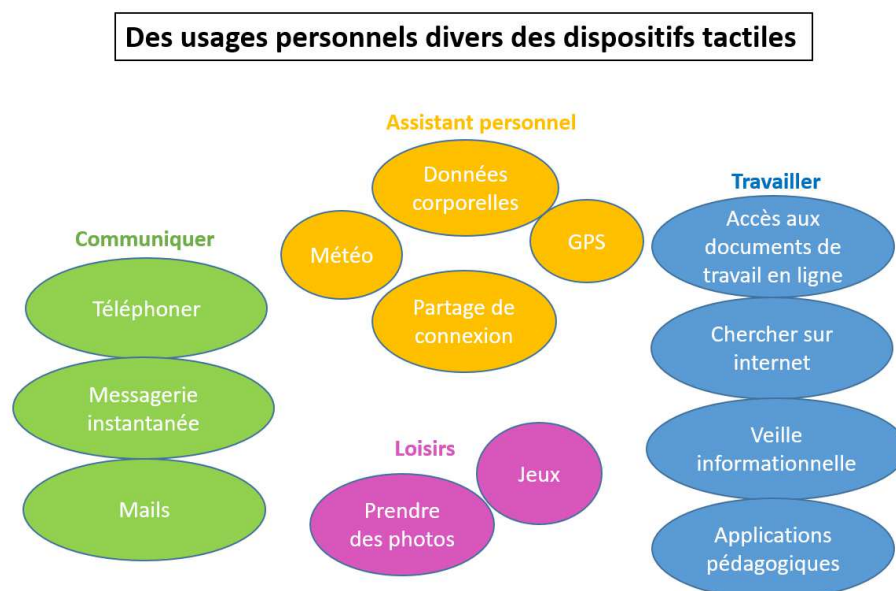 Des usages personnels divers des dispositifs tactiles
Communiquer
Téléphoner
Messagerie
instantanée
Mails
Assistant personnel
Données
corporelles
Météo
GPS
Partage de
connexion
Loisirs
Jeux
Prendre
des photos
Travailler
Accès aux
documents de
travail en ligne
Chercher sur
internet
Veille
informationnelle
Applications
pédagogiques